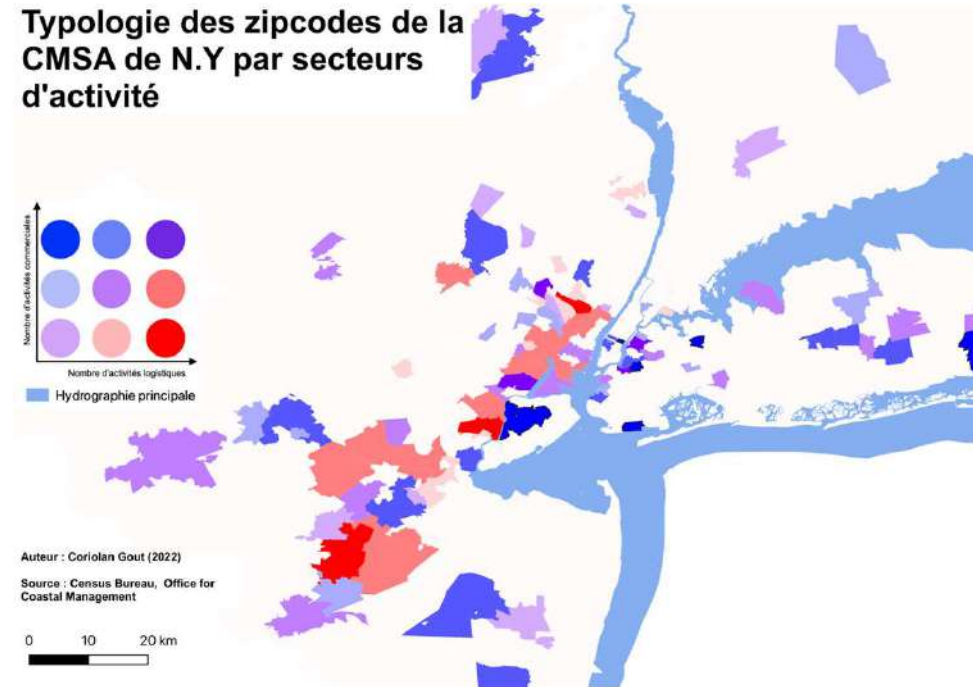 Typologie des zipcodes de la
CMSA de N.Y par secteurs
d'activité
Nombre d'activités commerciales
Nombre d'activités logistiques
Hydrographie principale
Auteur : Coriolan Gout (2022)
Source : Census Bureau, Office for
Coastal Management
0 10 20 km